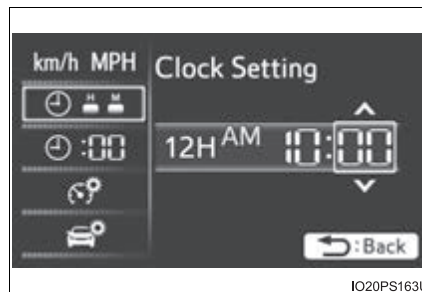 km/h MPH
Clock Setting
H M
:00
12H AM 10:00
:Back
IO20PS163U